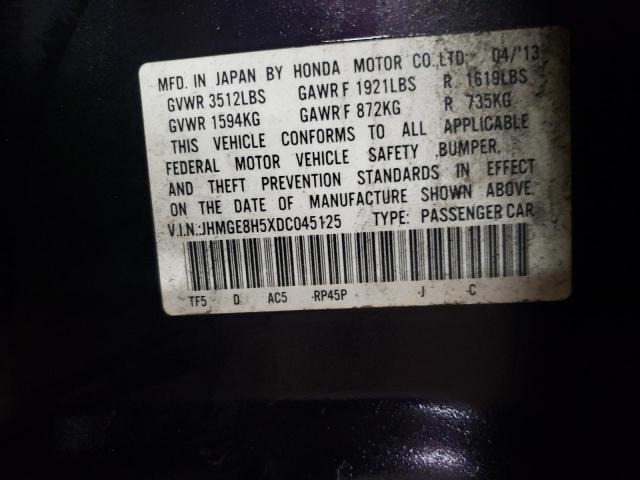 MFD. IN JAPAN BY HONDA MOTOR CO.,LTD. 04/'13
GVWR 3512LBS GAWR F 1921LBS R 1619LBS
GVWR 1594KG GAWR F 872KG R 735KG
THIS VEHICLE CONFORMS TO ALL APPLICABLE
FEDERAL MOTOR VEHICLE SAFETY ,BUMPER,
AND THEFT PREVENTION STANDARDS IN EFFECT
ON THE DATE OF MANUFACTURE SHOWN ABOVE.
V.I.N.:JHMGE8H5XDC045125 TYPE: PASSENGER CAR
TF5 D AC5 -RP45P -J -C